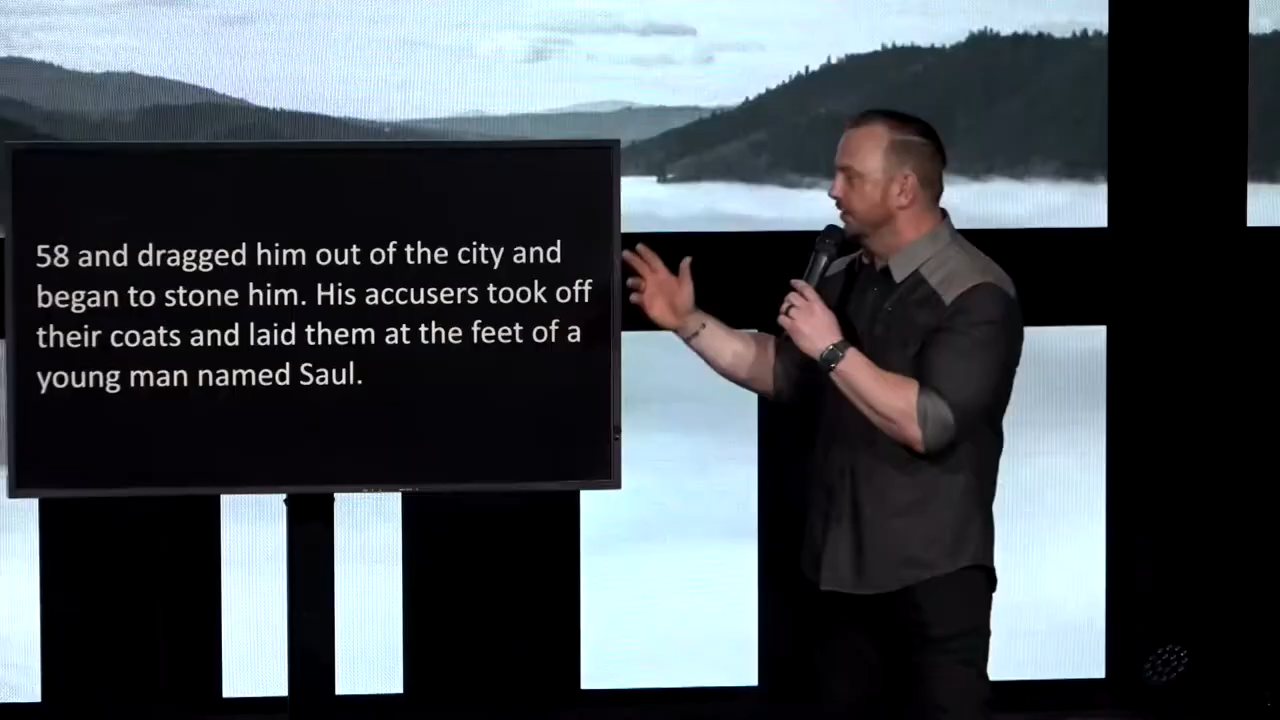 58 and dragged him out of the city and
began to stone him. His accusers took off
their coats and laid them at the feet of a
young man named Saul.